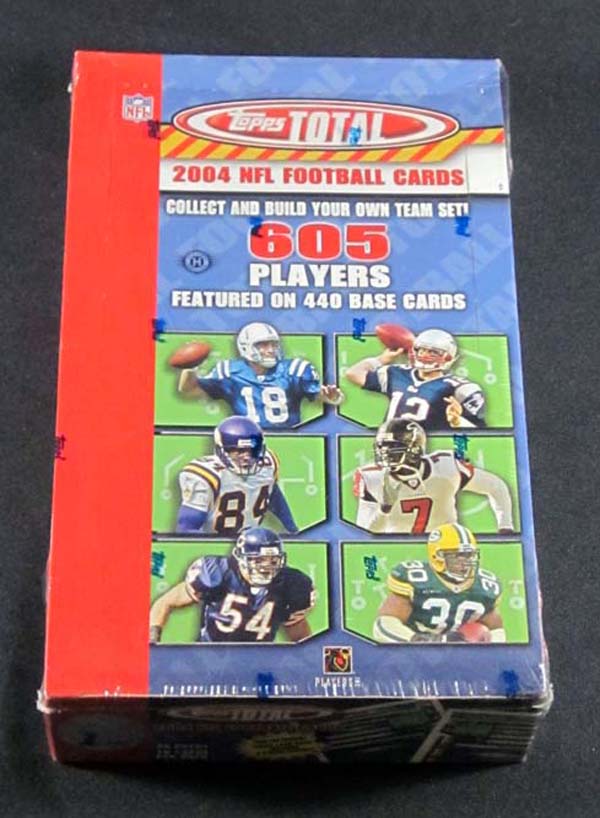 NFL
Topps TOTAL
2004 NFL FOOTBALL CARDS
COLLECT AND BUILD YOUR OWN TEAM SET!
605
PLAYERS
FEATURED ON 440 BASE CARDS
18
12
84
7
54
30
PLAYERS INC
TOTAL